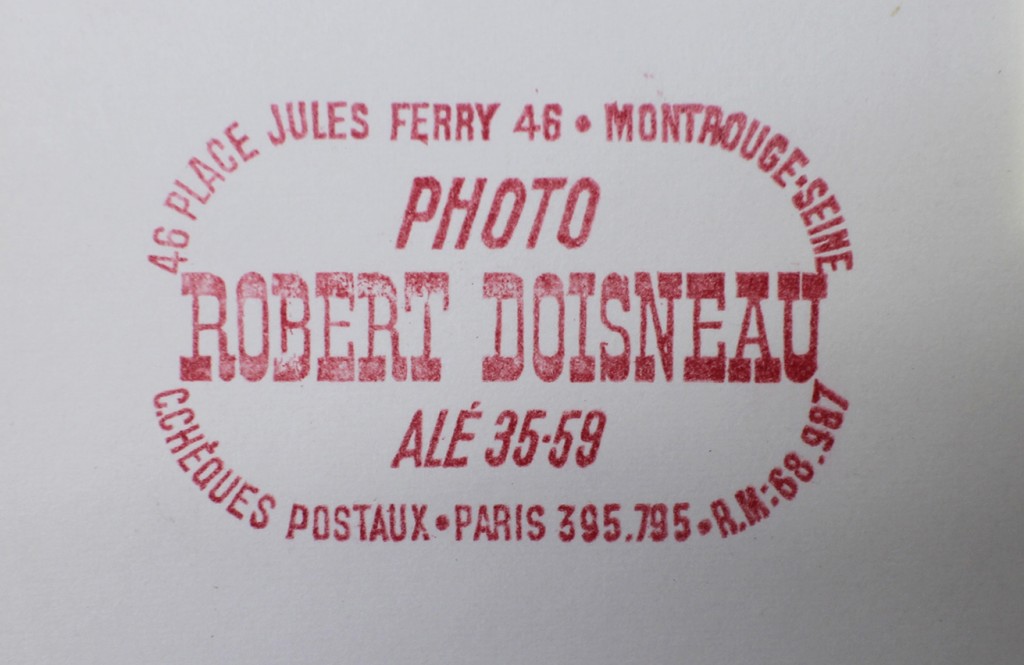 46 PLACE JULES FERRY 46 • MONTROUGE-SEINE
PHOTO
ROBERT DOISNEAU
ALÉ 35-59
C.CHÈQUES POSTAUX • PARIS 395.795 • R.M:68.987